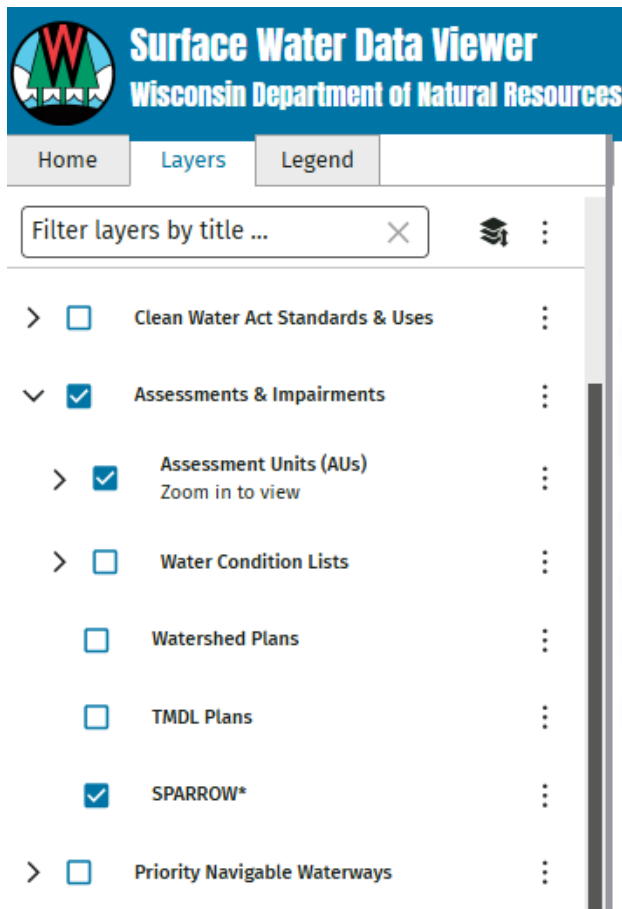 W
Surface Water Data Viewer
Wisconsin Department of Natural Resources
Home Layers Legend
Filter layers by title ...
Clean Water Act Standards & Uses
Assessments & Impairments
Assessment Units (AUs)
Zoom in to view
Water Condition Lists
Watershed Plans
TMDL Plans
SPARROW*
Priority Navigable Waterways